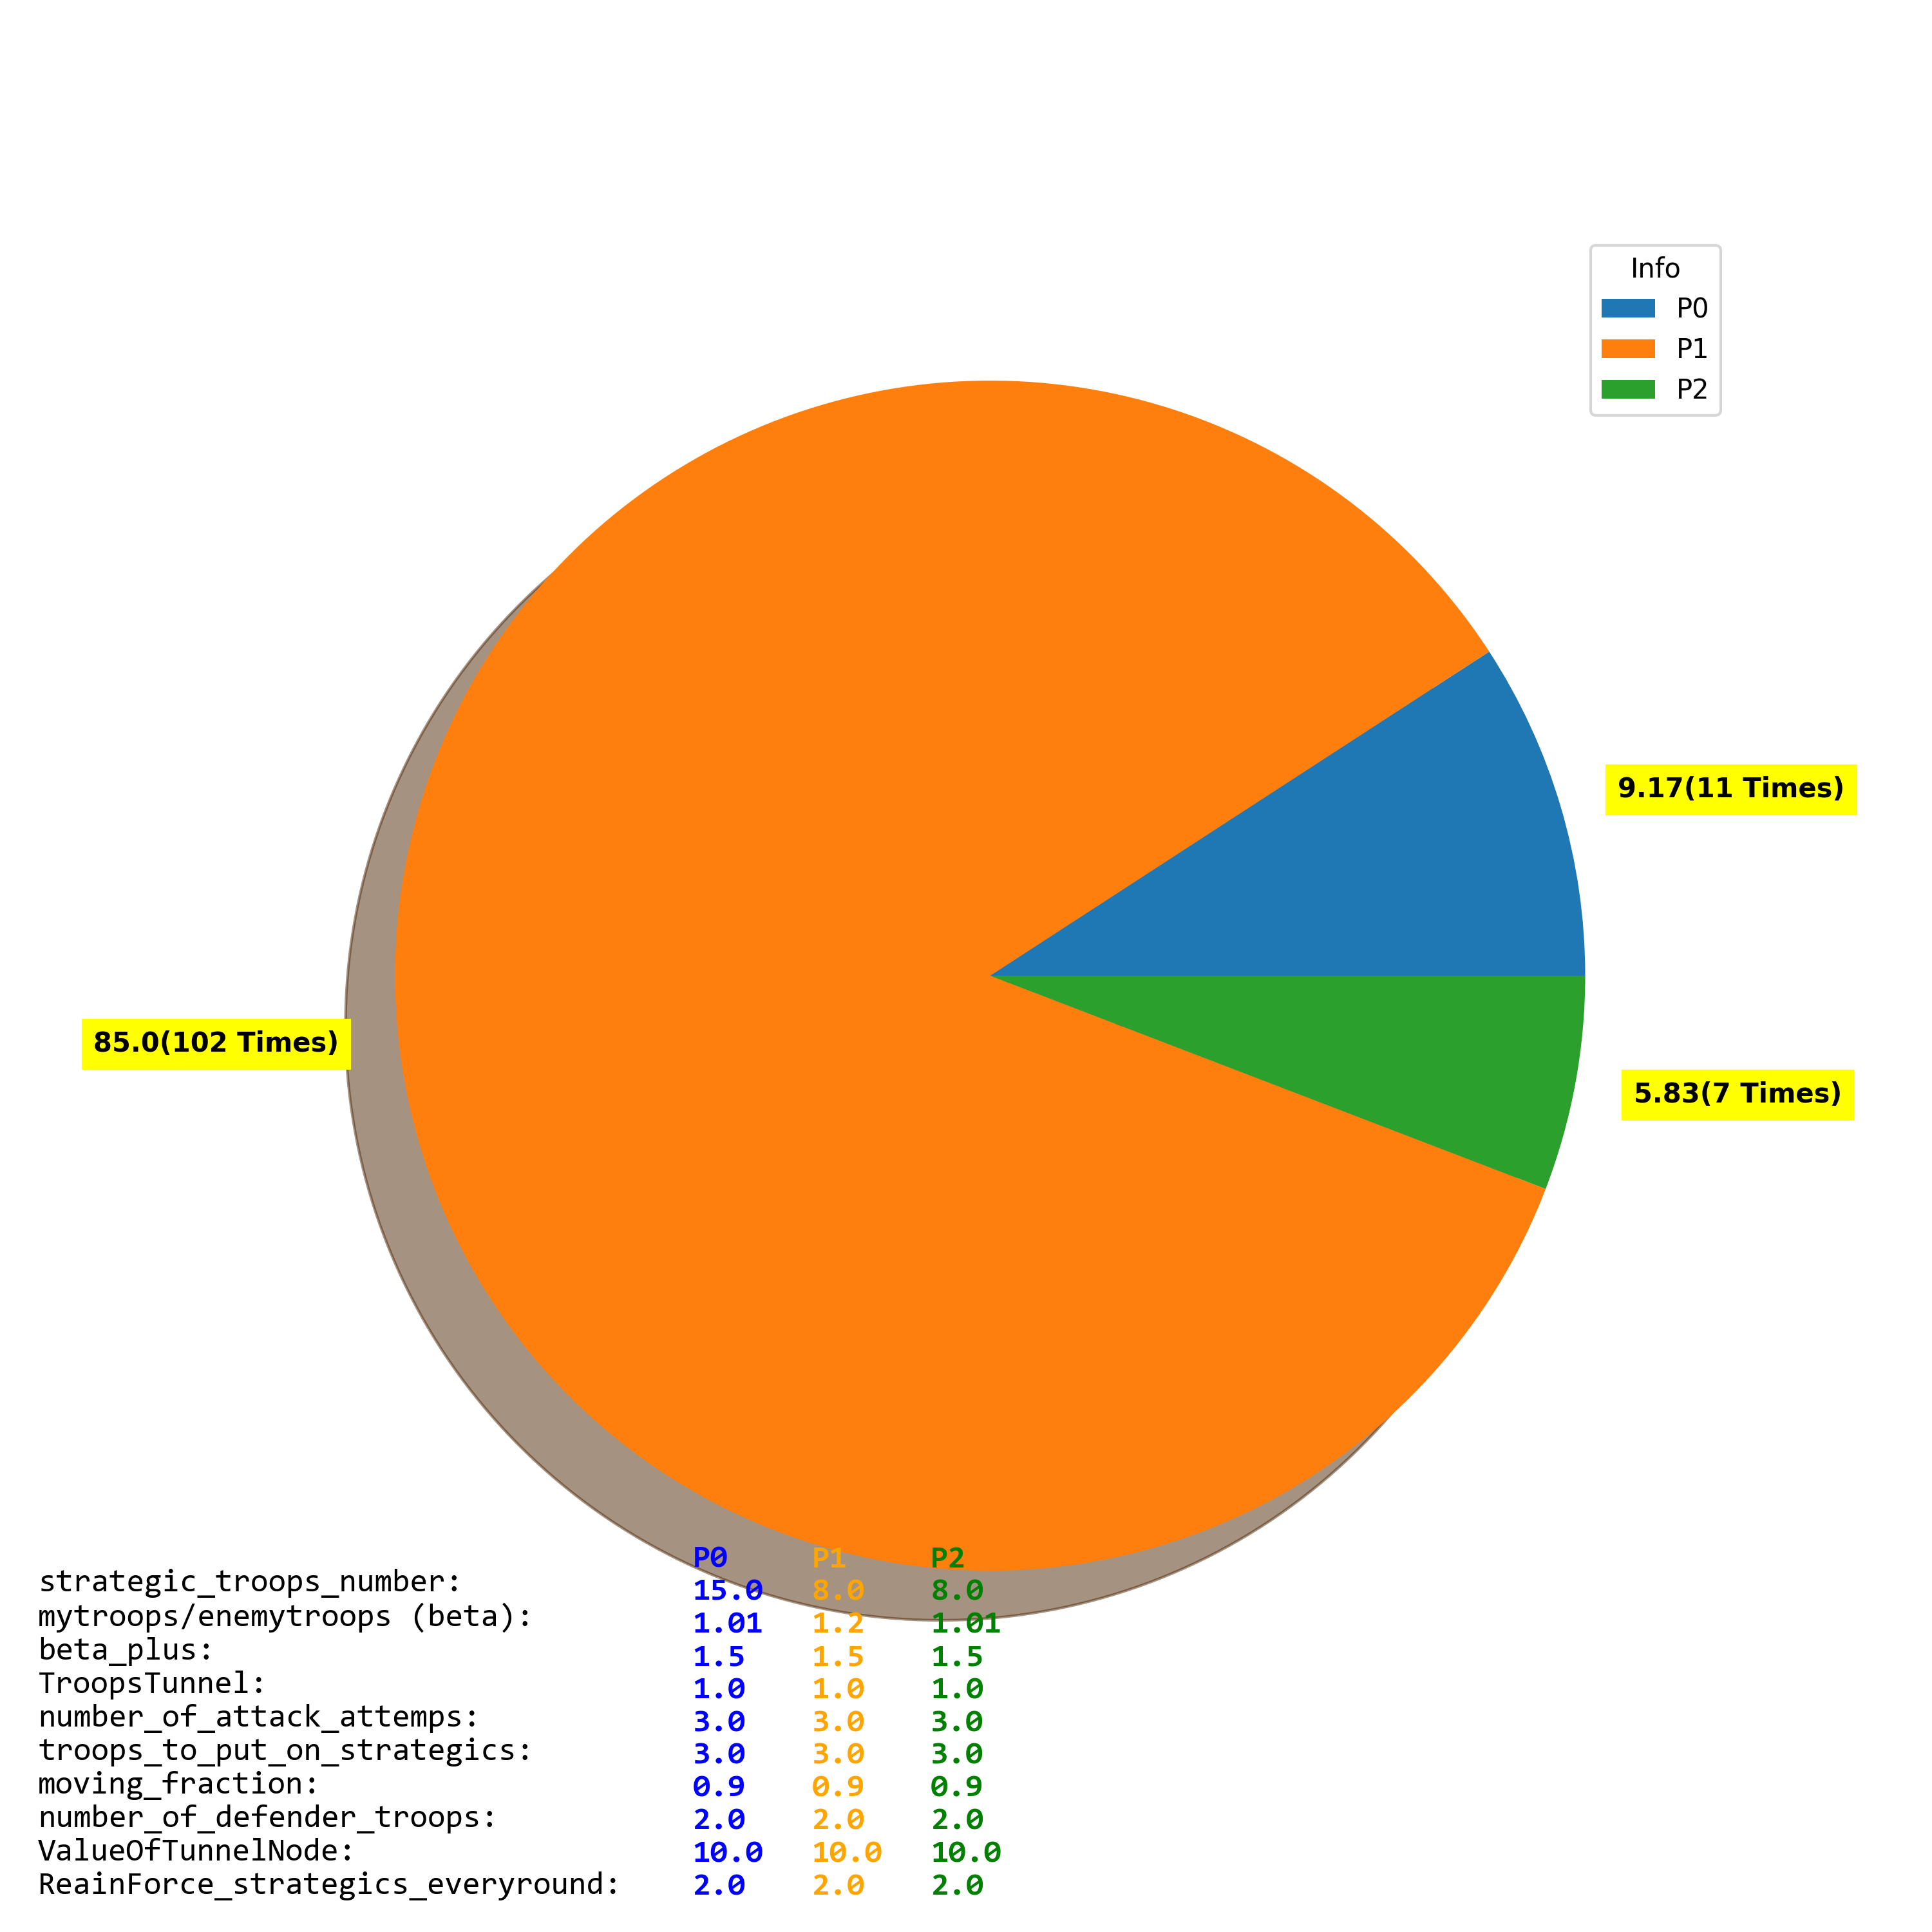 Info
P0
P1
P2
9.17(11 Times)
85.0(102 Times)
5.83(7 Times)
P0 P1 P2
strategic_troops_number: 15.0 8.0 8.0
mytroops/enemytroops (beta): 1.01 1.2 1.01
beta_plus: 1.5 1.5 1.5
TroopsTunnel: 1.0 1.0 1.0
number_of_attack_attemps: 3.0 3.0 3.0
troops_to_put_on_strategics: 3.0 3.0 3.0
moving_fraction: 0.9 0.9 0.9
number_of_defender_troops: 2.0 2.0 2.0
ValueOfTunnelNode: 10.0 10.0 10.0
ReainForce_strategics_everyround: 2.0 2.0 2.0